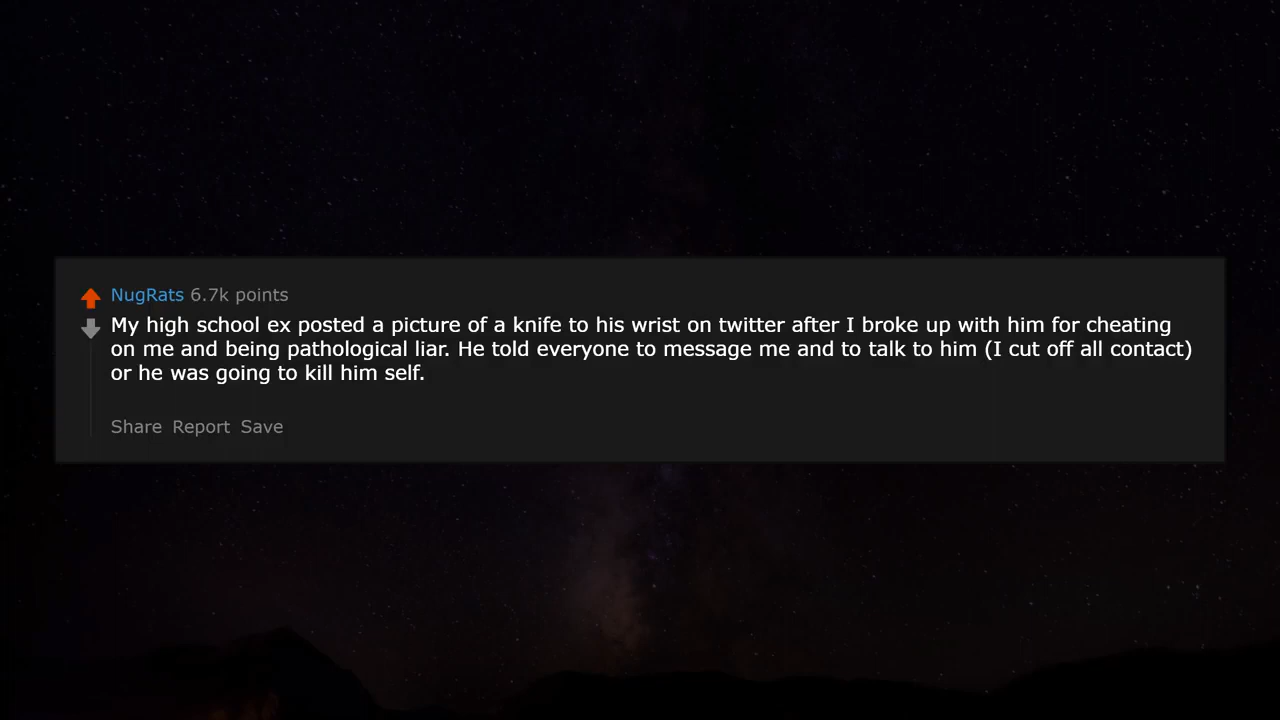 NugRats 6.7k points
My high school ex posted a picture of a knife to his wrist on twitter after I broke up with him for cheating
on me and being pathological liar. He told everyone to message me and to talk to him (I cut off all contact)
or he was going to kill him self.
Share Report Save